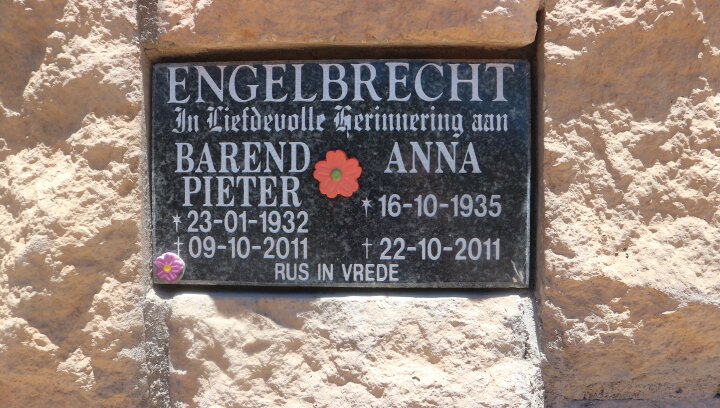 ENGELBRECHT
In Liefdevolle Herinnering aan
BAREND PIETER
* 23-01-1932
† 09-10-2011
ANNA
* 16-10-1935
† 22-10-2011
RUS IN VREDE